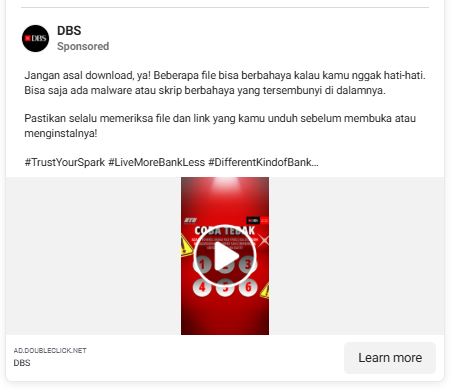 DBS
Sponsored
DBS
Jangan asal download, ya! Beberapa file bisa berbahaya kalau kamu nggak hati-hati.
Bisa saja ada malware atau skrip berbahaya yang tersembunyi di dalamnya.
Pastikan selalu memeriksa file dan link yang kamu unduh sebelum membuka atau
menginstalnya!
#TrustYourSpark #LiveMoreBankLess #DifferentKindofBank...
DBS
COBA TEBAK
1 2 3
4 5 6
AD.DOUBLECLICK.NET
DBS
Learn more